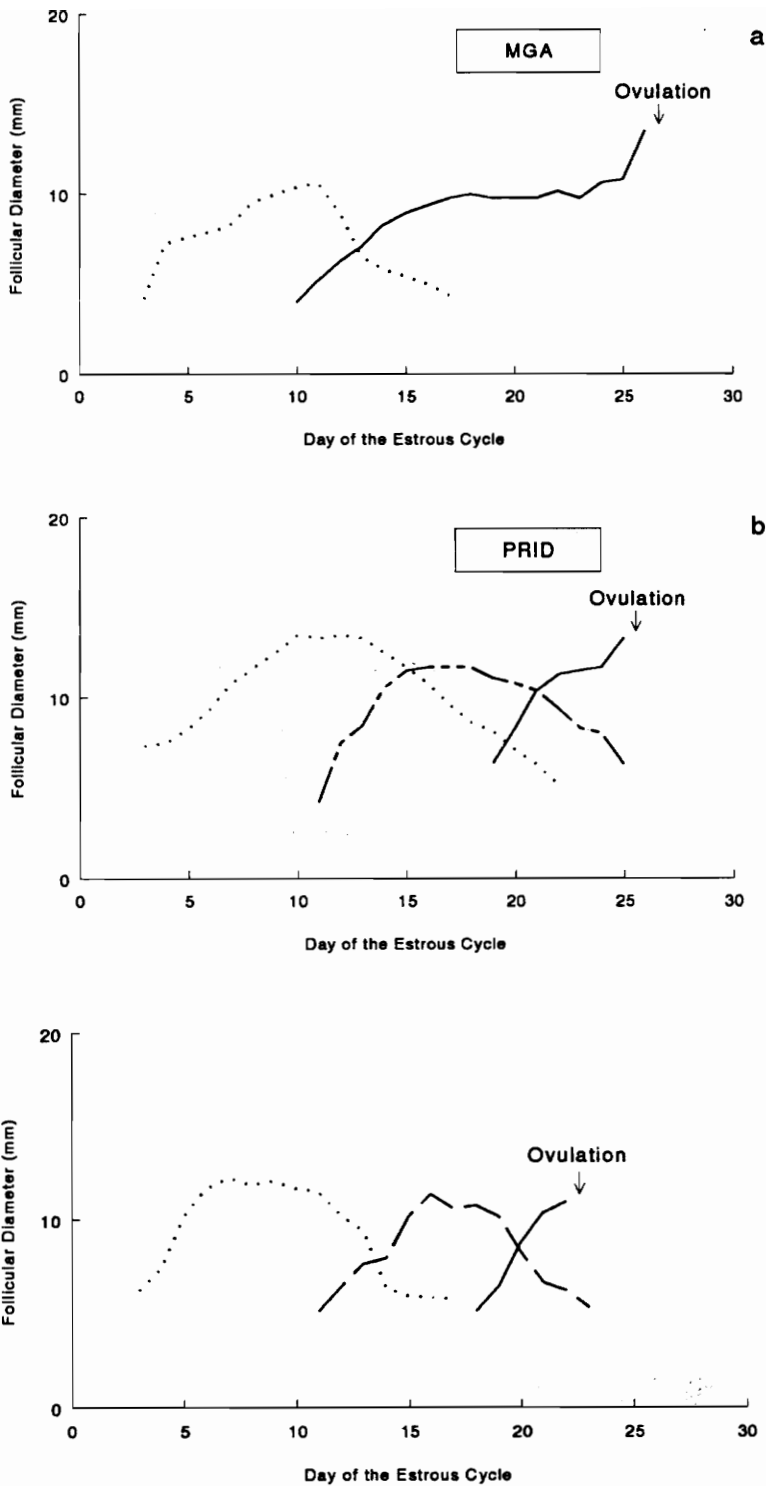 a
MGA
Ovulation
20
10
0
Follicular Diameter (mm)
0 5 10 15 20 25 30
Day of the Estrous Cycle
b
PRID
Ovulation
20
10
0
Follicular Diameter (mm)
0 5 10 15 20 25 30
Day of the Estrous Cycle
Ovulation
20
10
0
Follicular Diameter (mm)
0 5 10 15 20 25 30
Day of the Estrous Cycle